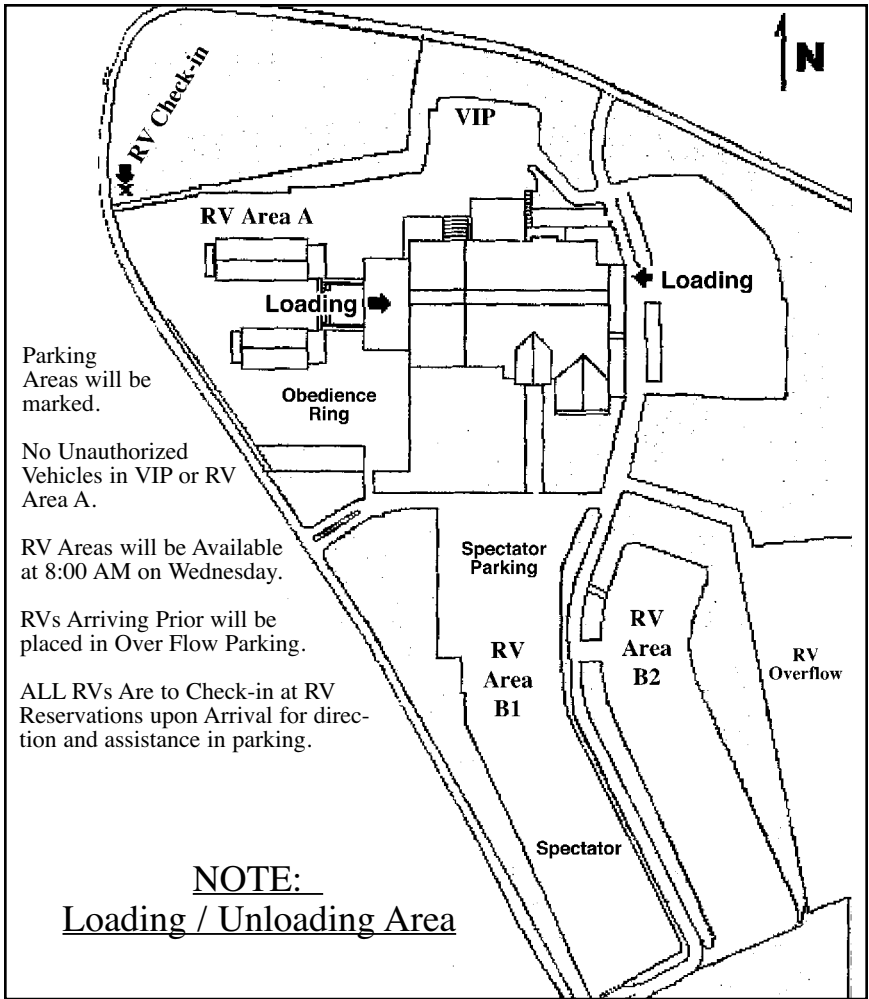 N
RV Check-in
VIP
RV Area A
Loading
Loading
Parking
Areas will be
marked.
Obedience
Ring
No Unauthorized
Vehicles in VIP or RV
Area A.
RV Areas will be Available
at 8:00 AM on Wednesday.
Spectator
Parking
RVs Arriving Prior will be
placed in Over Flow Parking.
RV
Area
B1
RV
Area
B2
RV
Overflow
ALL RVs Are to Check-in at RV
Reservations upon Arrival for direc-
tion and assistance in parking.
Spectator
NOTE:
Loading / Unloading Area